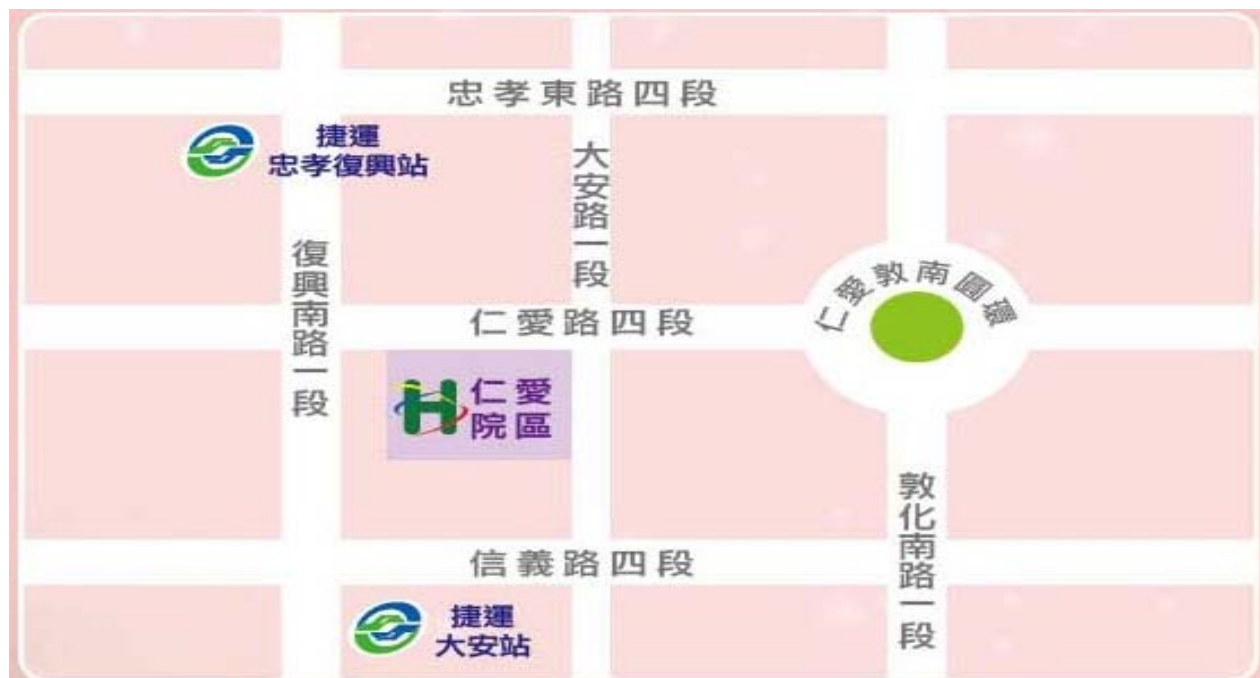 忠孝東路四段
捷運
忠孝復興站
大安路一段
復興南路一段
仁愛敦南圓環
仁愛路四段
仁愛
院區
敦化南路一段
信義路四段
捷運
大安站